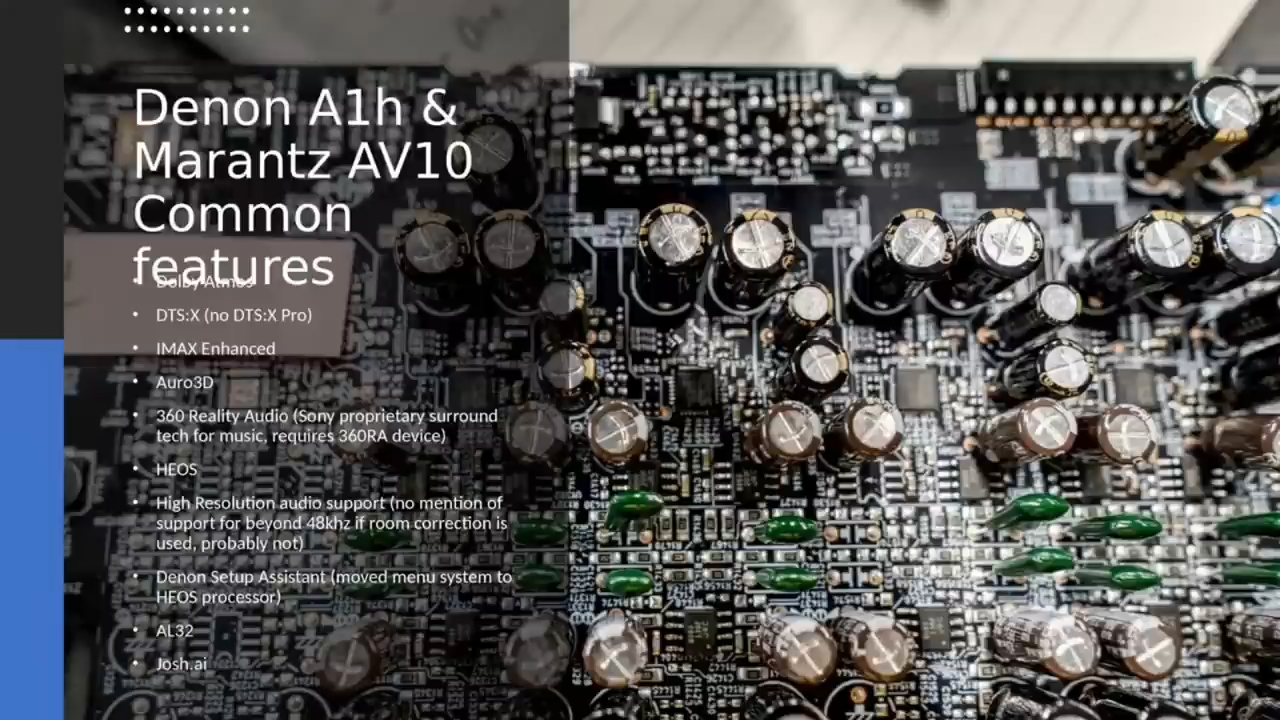 Denon A1h &
Marantz AV10
Common
features
• Dolby Atmos
• DTS:X (no DTS:X Pro)
• IMAX Enhanced
• Auro3D
• 360 Reality Audio (Sony proprietary surround
tech for music, requires 360RA device)
• HEOS
• High Resolution audio support (no mention of
support for beyond 48khz if room correction is
used, probably not)
• Denon Setup Assistant (moved menu system to
HEOS processor)
• AL32
• Josh.ai